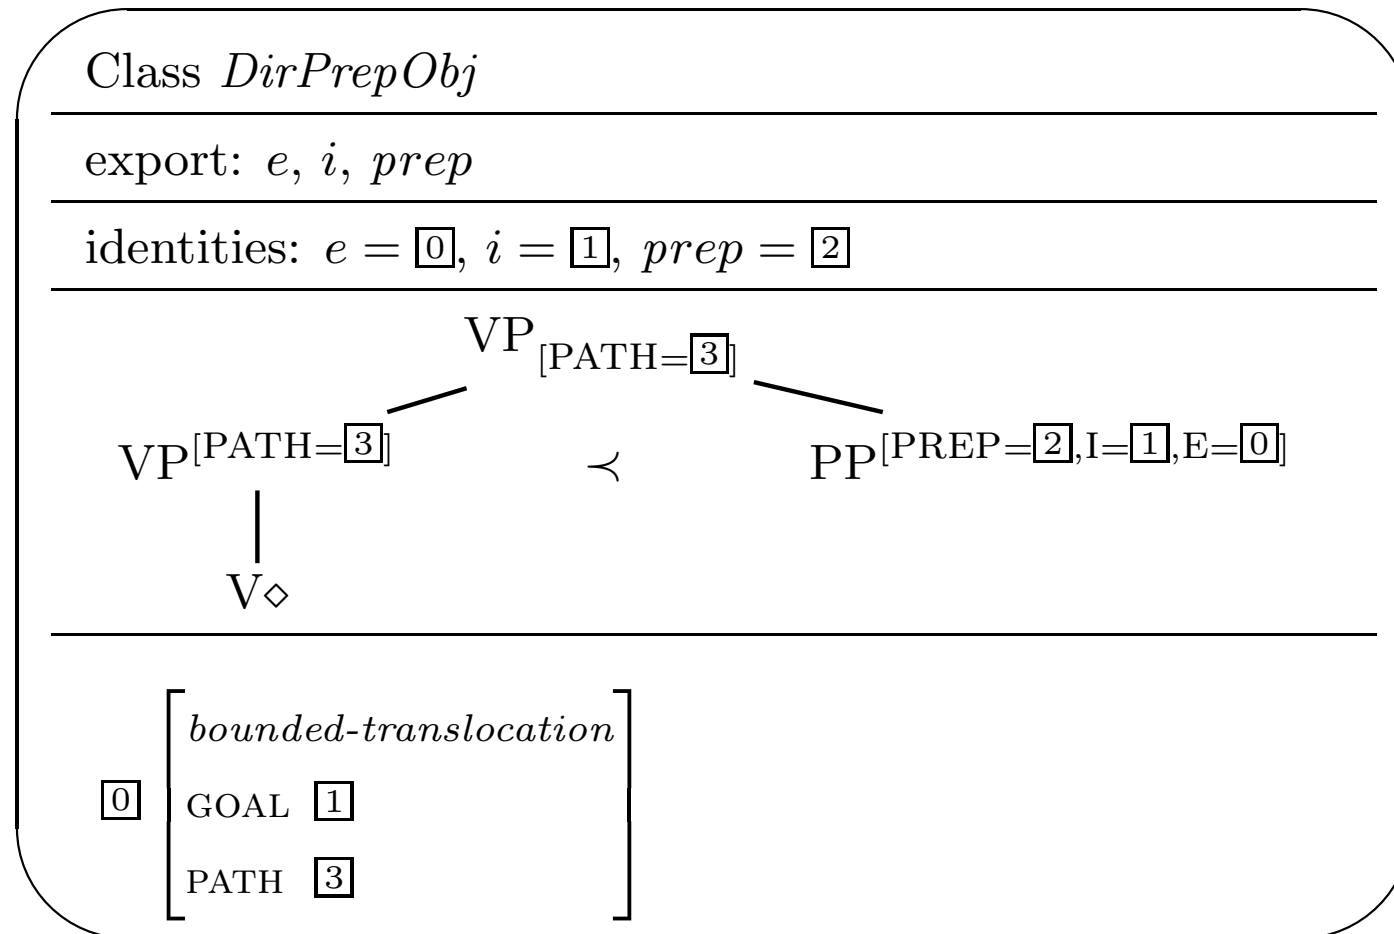 Class DirPrepObj
export: e, i, prep
identities: e = 0, i = 1, prep = 2
VP[PATH=3]
VP[PATH=3] ≺ PP[PREP=2,I=1,E=0]
V◇
bounded-translocation
0 GOAL 1
PATH 3